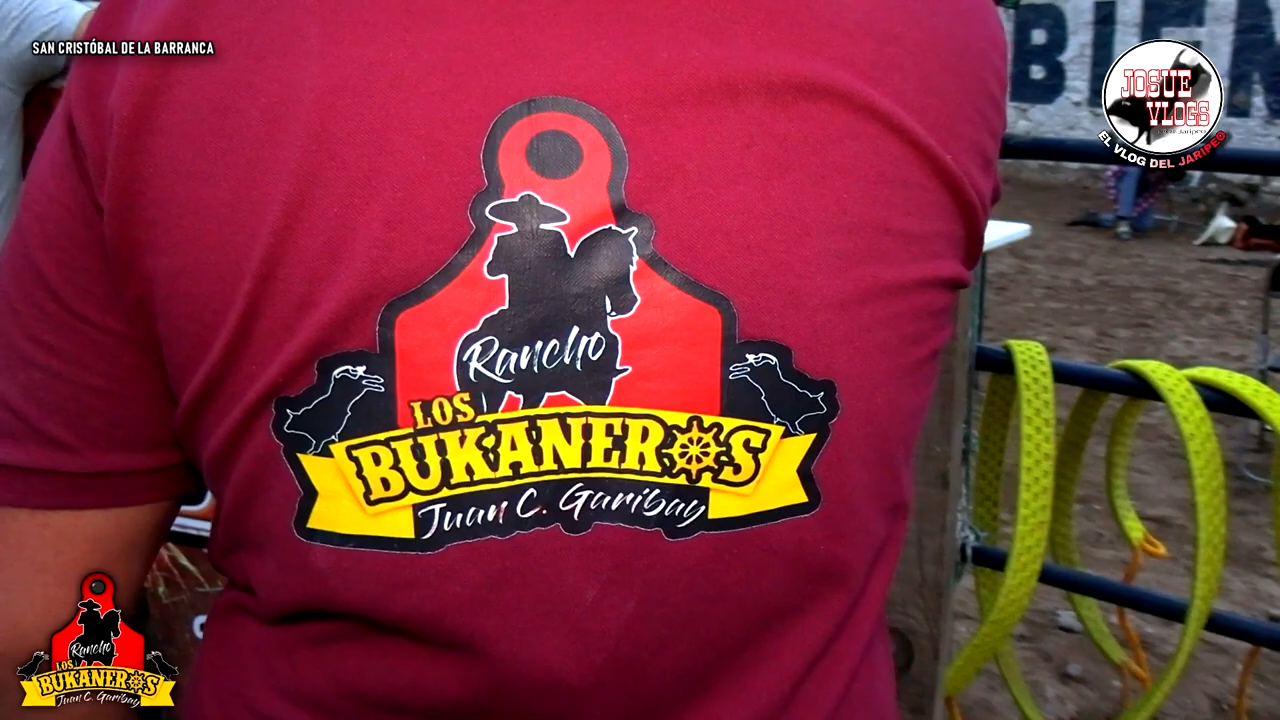 SAN CRISTÓBAL DE LA BARRANCA
BIEN
JOSUE
VLOGS
EL VLOG DEL JARIPEO
Rancho
LOS
BUKANEROS
Juan C. Garibay
Rancho
LOS
BUKANEROS
Juan C. Garibay